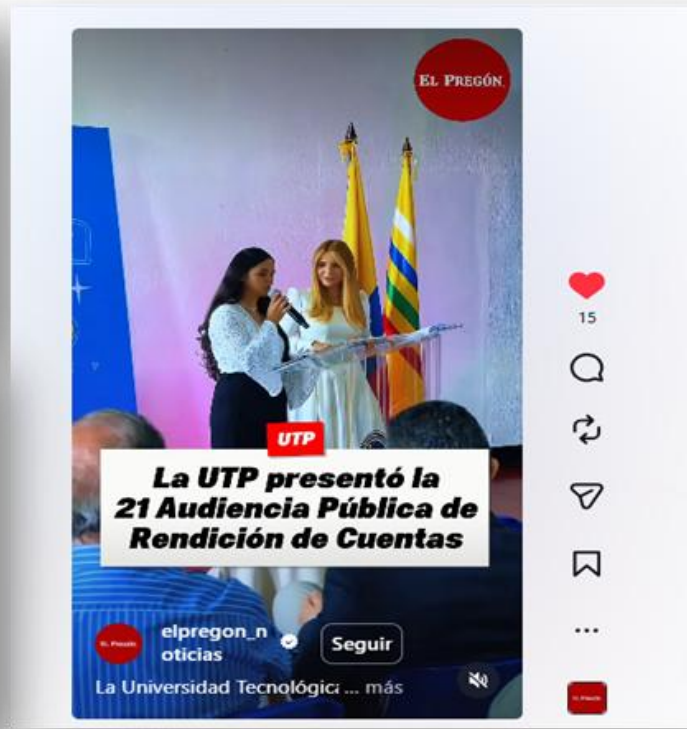 EL PREGÓN
15
UTP
La UTP presentó la
21 Audiencia Pública de
Rendición de Cuentas
elpregon_n
oticias
Seguir
La Universidad Tecnológica ... más